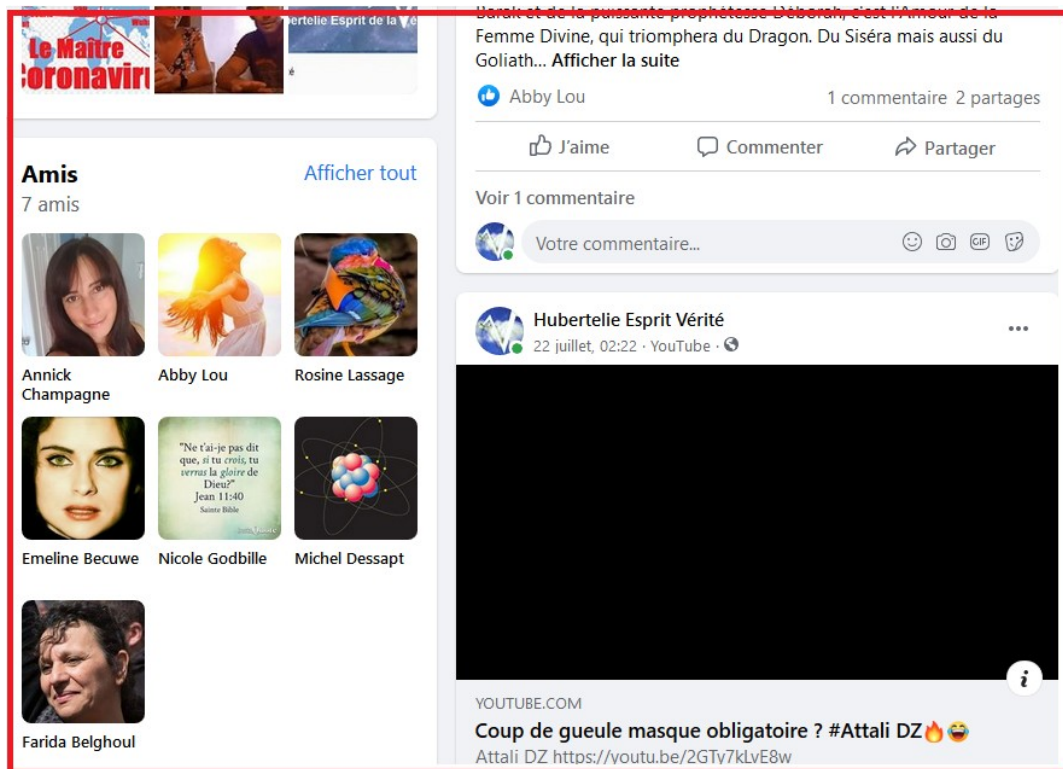 Le Maître
Coronaviru
Hubertelie Esprit de la Vé
Amis
Afficher tout
7 amis
Annick
Champagne
Abby Lou
Rosine Lassage
"Ne t'ai-je pas dit
que, si tu crois, tu
verras la gloire de
Dieu?"
Jean 11:40
Sainte Bible
Emeline Becuwe
Nicole Godbille
Michel Dessapt
Farida Belghoul
Barak et de la puissante prophétesse Déborah, c'est l'Amour de la
Femme Divine, qui triomphera du Dragon. Du Siséra mais aussi du
Goliath... Afficher la suite
Abby Lou
1 commentaire 2 partages
J'aime
Commenter
Partager
Voir 1 commentaire
Votre commentaire...
GIF
Hubertelie Esprit Vérité
22 juillet, 02:22 · YouTube ·
YOUTUBE.COM
Coup de gueule masque obligatoire ? #Attali DZ🔥😂
Attali DZ https://youtu.be/2GTy7kLvE8w